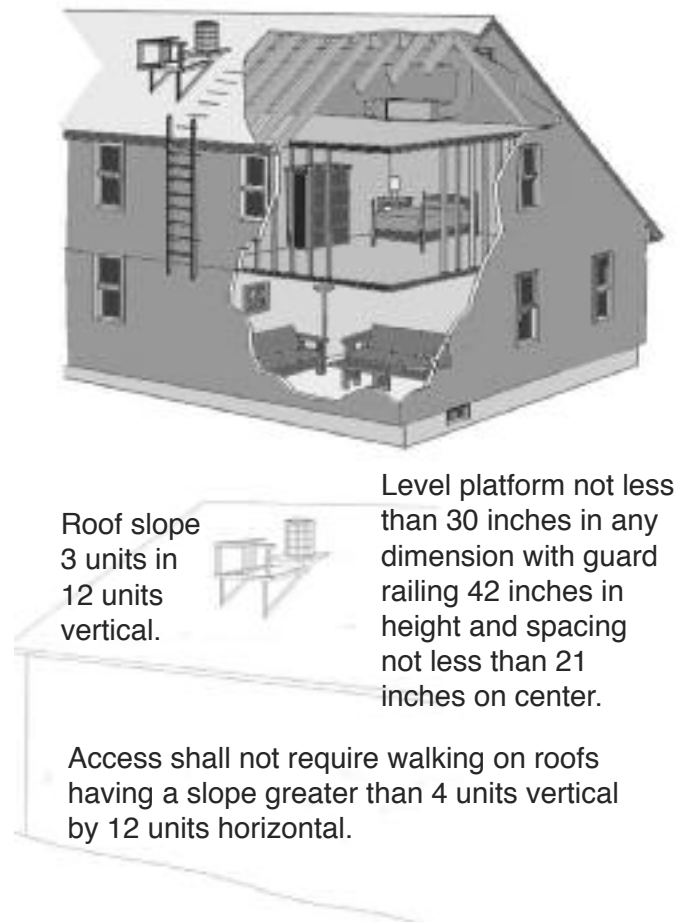 Roof slope
3 units in
12 units
vertical.
Level platform not less
than 30 inches in any
dimension with guard
railing 42 inches in
height and spacing
not less than 21
inches on center.
Access shall not require walking on roofs
having a slope greater than 4 units vertical
by 12 units horizontal.